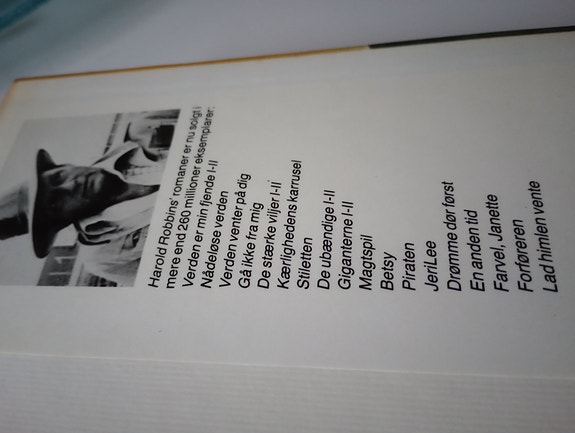 Harold Robbins' romaner er nu solgt i
mere end 260 millioner eksemplarer:
Verden er min fjende I-II
Nådeløse verden
Verden venter på dig
Gå ikke fra mig
De stærke viljer I-II
Kærlighedens karrusel
Stiletten
De ubændige I-II
Giganterne I-II
Magtspil
Betsy
Piraten
JeriLee
Drømme dør først
En anden tid
Farvel, Janette
Forføreren
Lad himlen vente